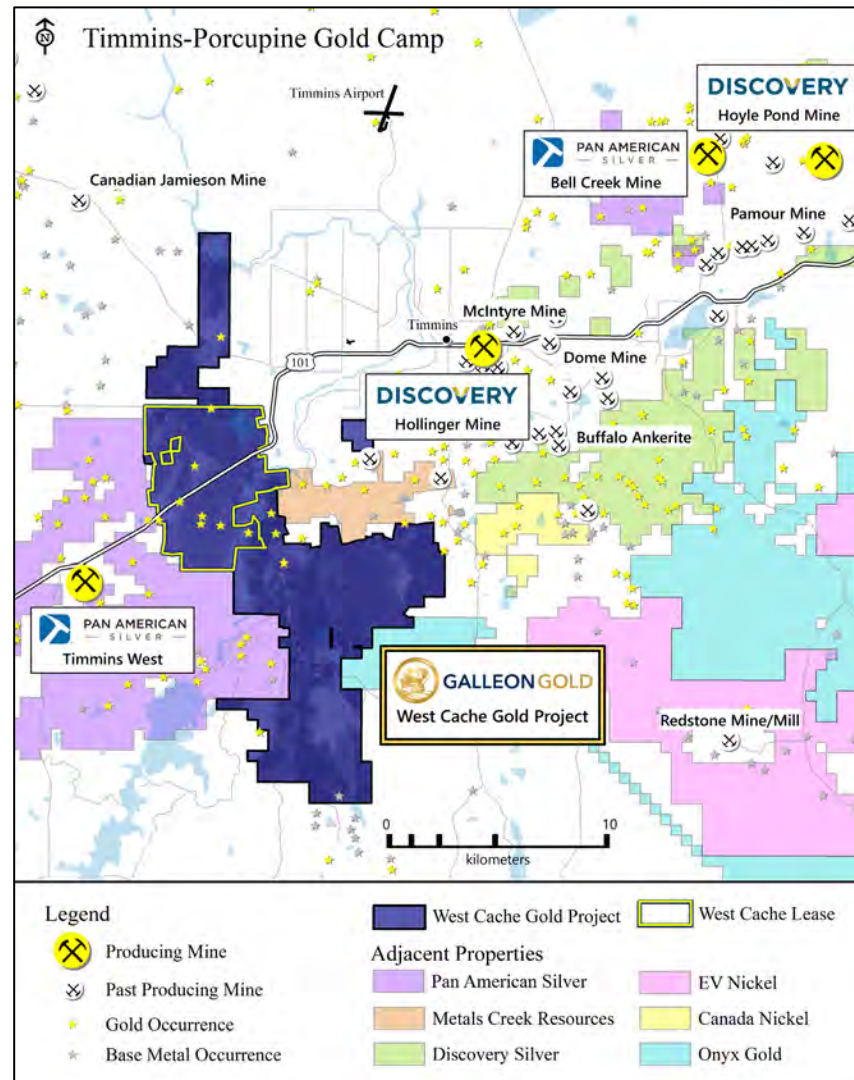 N
Timmins-Porcupine Gold Camp
Timmins Airport
DISCOVERY
Hoyle Pond Mine
PAN AMERICAN
SILVER
Bell Creek Mine
Canadian Jamieson Mine
Pamour Mine
McIntyre Mine
Timmins
101
Dome Mine
DISCOVERY
Hollinger Mine
Buffalo Ankerite
PAN AMERICAN
SILVER
Timmins West
GALLEON GOLD
West Cache Gold Project
Redstone Mine/Mill
0 10
kilometers
Legend
Producing Mine
Past Producing Mine
Gold Occurrence
Base Metal Occurrence
West Cache Gold Project
West Cache Lease
Adjacent Properties
Pan American Silver
Metals Creek Resources
Discovery Silver
EV Nickel
Canada Nickel
Onyx Gold